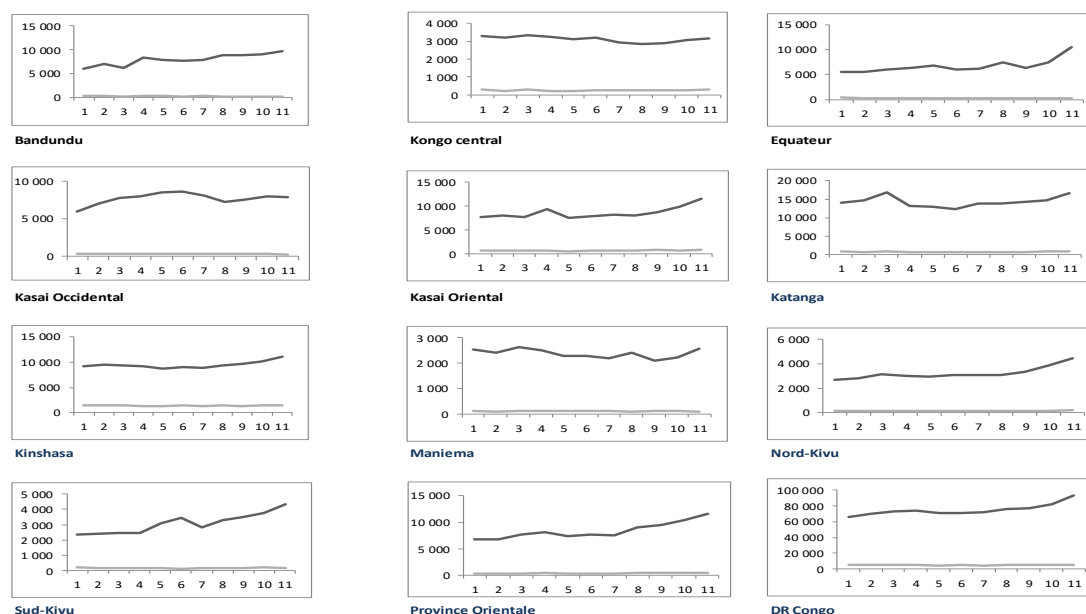 15 000
10 000
5 000
0
1 2 3 4 5 6 7 8 9 10 11
Bandundu
4 000
3 000
2 000
1 000
0
1 2 3 4 5 6 7 8 9 10 11
Kongo central
15 000
10 000
5 000
0
1 2 3 4 5 6 7 8 9 10 11
Equateur
10 000
5 000
0
1 2 3 4 5 6 7 8 9 10 11
Kasai Occidental
15 000
10 000
5 000
0
1 2 3 4 5 6 7 8 9 10 11
Kasai Oriental
20 000
15 000
10 000
5 000
0
1 2 3 4 5 6 7 8 9 10 11
Katanga
15 000
10 000
5 000
0
1 2 3 4 5 6 7 8 9 10 11
Kinshasa
3 000
2 000
1 000
0
1 2 3 4 5 6 7 8 9 10 11
Maniema
6 000
4 000
2 000
0
1 2 3 4 5 6 7 8 9 10 11
Nord-Kivu
5 000
4 000
3 000
2 000
1 000
0
1 2 3 4 5 6 7 8 9 10 11
Sud-Kivu
15 000
10 000
5 000
0
1 2 3 4 5 6 7 8 9 10 11
Province Orientale
100 000
80 000
60 000
40 000
20 000
0
1 2 3 4 5 6 7 8 9 10 11
DR Congo